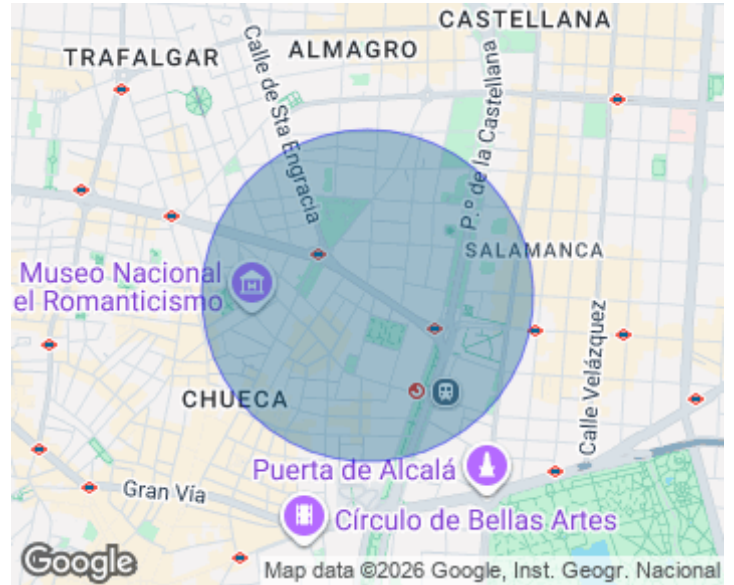 CASTELLANA
TRAFALGAR
ALMAGRO
Calle de Sta Engracia
P.º de la Castellana
SALAMANCA
Museo Nacional
el Romanticismo
Calle Velázquez
CHUECA
Puerta de Alcalá
Gran Vía
Círculo de Bellas Artes
Google
Map data ©2026 Google, Inst. Geogr. Nacional